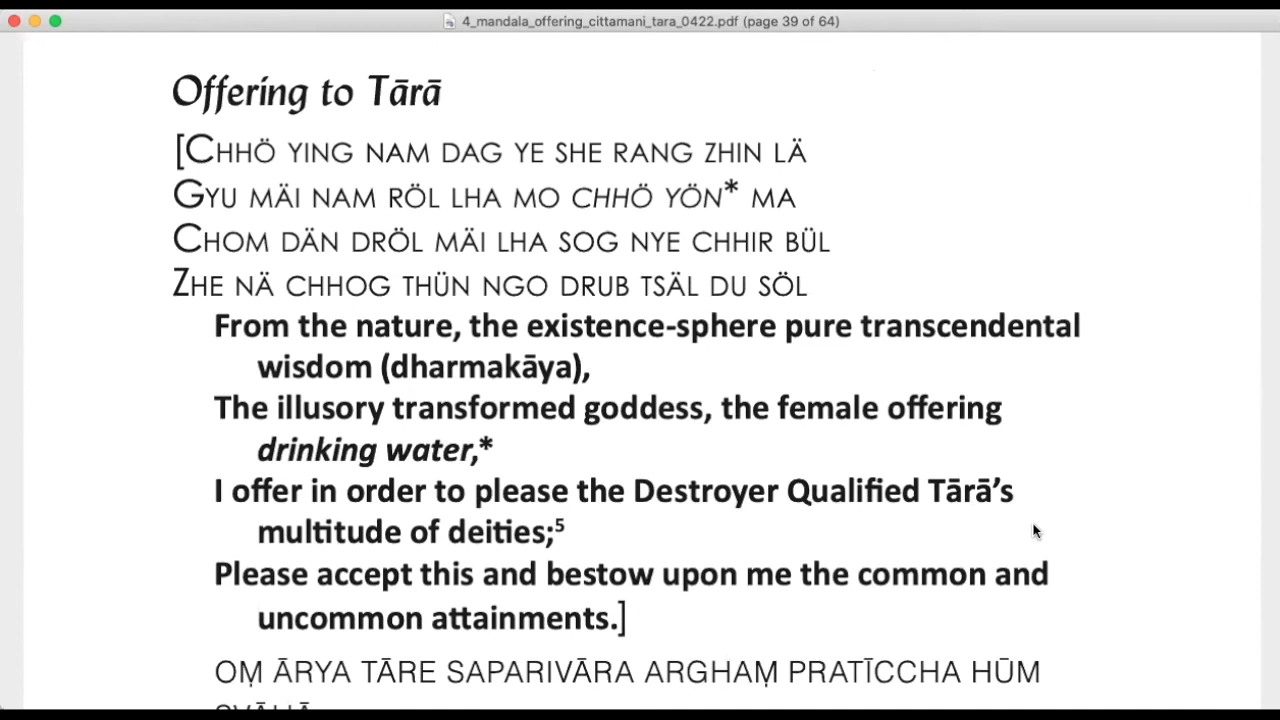 4_mandala_offering_cittamani_tara_0422.pdf (page 39 of 64)
Offering to Tārā
[CHHÖ YING NAM DAG YE SHE RANG ZHIN LÄ
GYU MÄI NAM RÖL LHA MO CHHÖ YÖN* MA
CHOM DÄN DRÖL MÄI LHA SOG NYE CHHIR BÜL
ZHE NÄ CHHOG THÜN NGO DRUB TSÄL DU SÖL
From the nature, the existence-sphere pure transcendental
wisdom (dharmakāya),
The illusory transformed goddess, the female offering
drinking water,*
I offer in order to please the Destroyer Qualified Tārā’s
multitude of deities;5
Please accept this and bestow upon me the common and
uncommon attainments.]
OṂ ĀRYA TĀRE SAPARIVĀRA ARGHAṂ PRATĪCCHA HŪM
SVĀHĀ